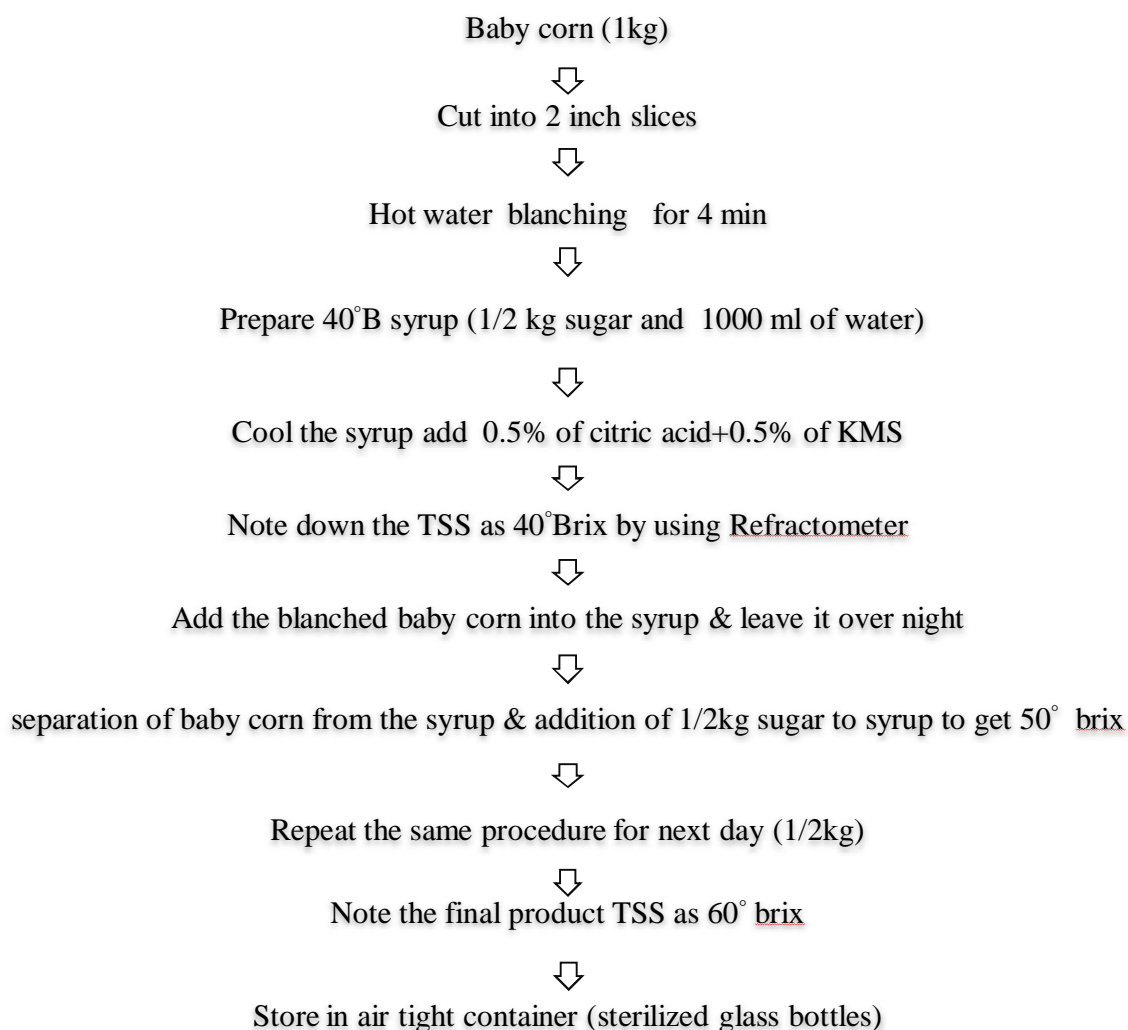 Baby corn (1kg)
Cut into 2 inch slices
Hot water blanching for 4 min
Prepare 40°B syrup (1/2 kg sugar and 1000 ml of water)
Cool the syrup add 0.5% of citric acid+0.5% of KMS
Note down the TSS as 40°Brix by using Refractometer
Add the blanched baby corn into the syrup & leave it over night
separation of baby corn from the syrup & addition of 1/2kg sugar to syrup to get 50° brix
Repeat the same procedure for next day (1/2kg)
Note the final product TSS as 60° brix
Store in air tight container (sterilized glass bottles)